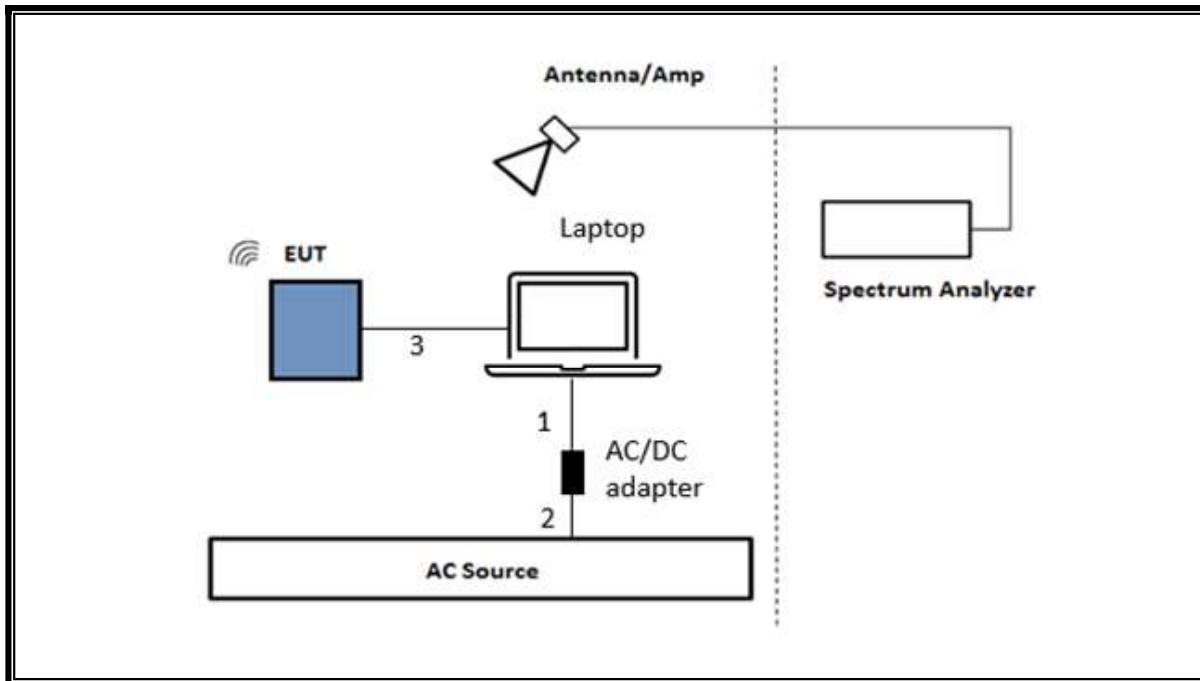 Antenna/Amp
Laptop
EUT
Spectrum Analyzer
3
1
AC/DC
adapter
2
AC Source